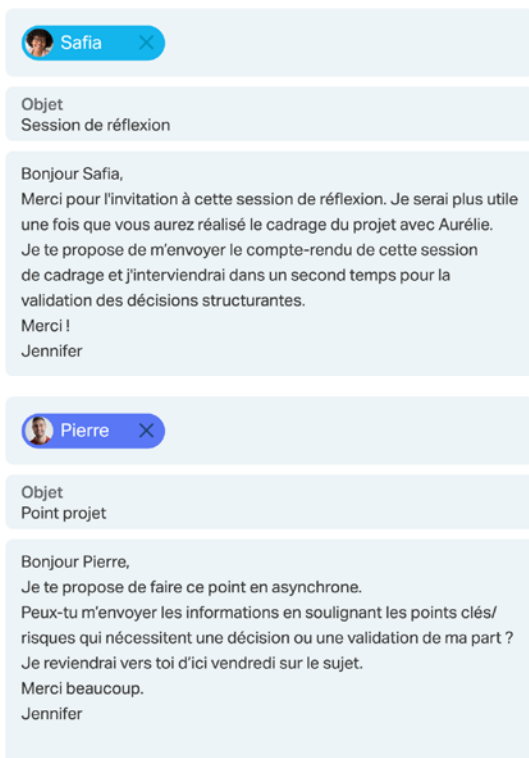 Safia
Objet
Session de réflexion
Bonjour Safia,
Merci pour l'invitation à cette session de réflexion. Je serai plus utile
une fois que vous aurez réalisé le cadrage du projet avec Aurélie.
Je te propose de m'envoyer le compte-rendu de cette session
de cadrage et j'interviendrai dans un second temps pour la
validation des décisions structurantes.
Merci !
Jennifer
Pierre
Objet
Point projet
Bonjour Pierre,
Je te propose de faire ce point en asynchrone.
Peux-tu m'envoyer les informations en soulignant les points clés/
risques qui nécessitent une décision ou une validation de ma part ?
Je reviendrai vers toi d'ici vendredi sur le sujet.
Merci beaucoup.
Jennifer